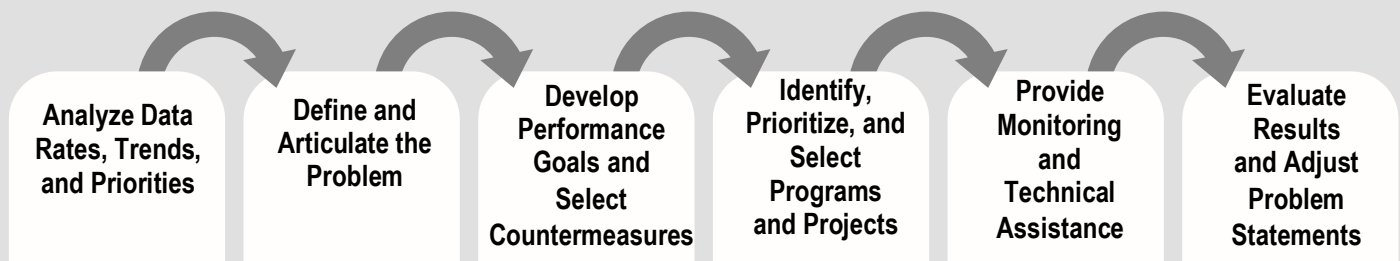 Analyze Data
Rates, Trends,
and Priorities
Define and
Articulate the
Problem
Develop
Performance
Goals and
Select
Countermeasures
Identify,
Prioritize, and
Select
Programs
and Projects
Provide
Monitoring
and
Technical
Assistance
Evaluate
Results
and Adjust
Problem
Statements